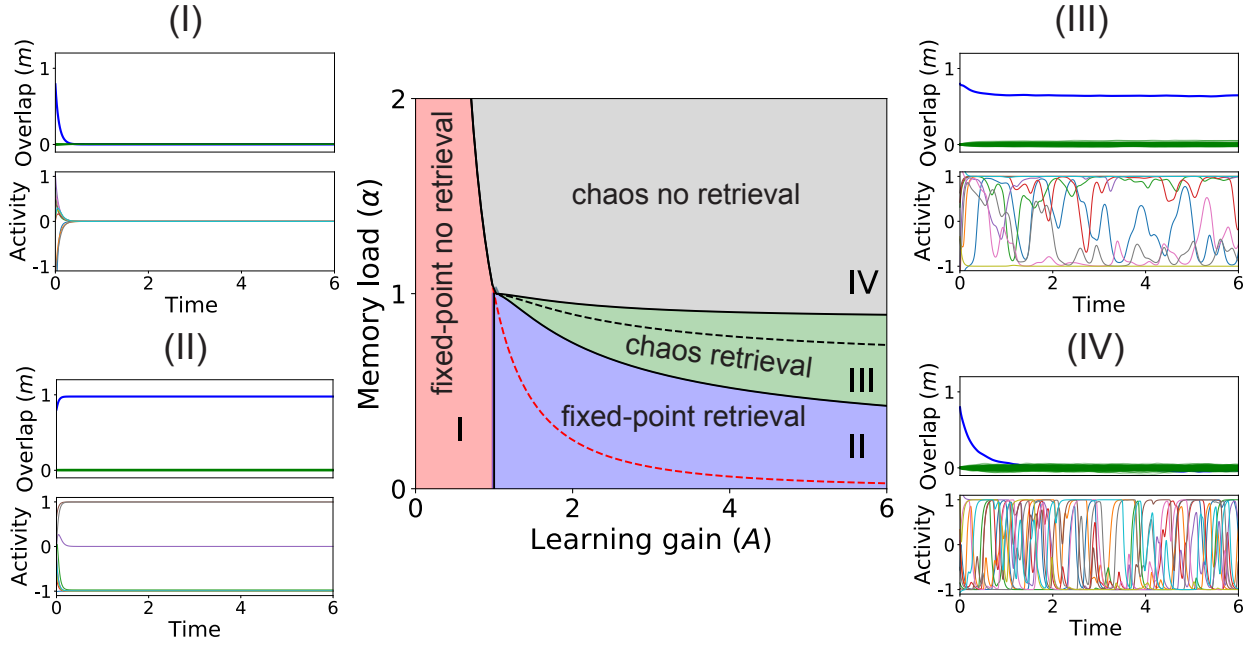 (I)
Overlap (m)
1
0
Activity
1
0
-1
0
2
4
6
Time
(II)
Overlap (m)
1
0
Activity
1
0
-1
0
2
4
6
Time
Memory load (α)
2
1
0
fixed-point no retrieval
I
chaos no retrieval
IV
chaos retrieval
III
fixed-point retrieval
II
0
2
4
6
Learning gain (A)
(III)
Overlap (m)
1
0
Activity
1
0
-1
0
2
4
6
Time
(IV)
Overlap (m)
1
0
Activity
1
0
-1
0
2
4
6
Time